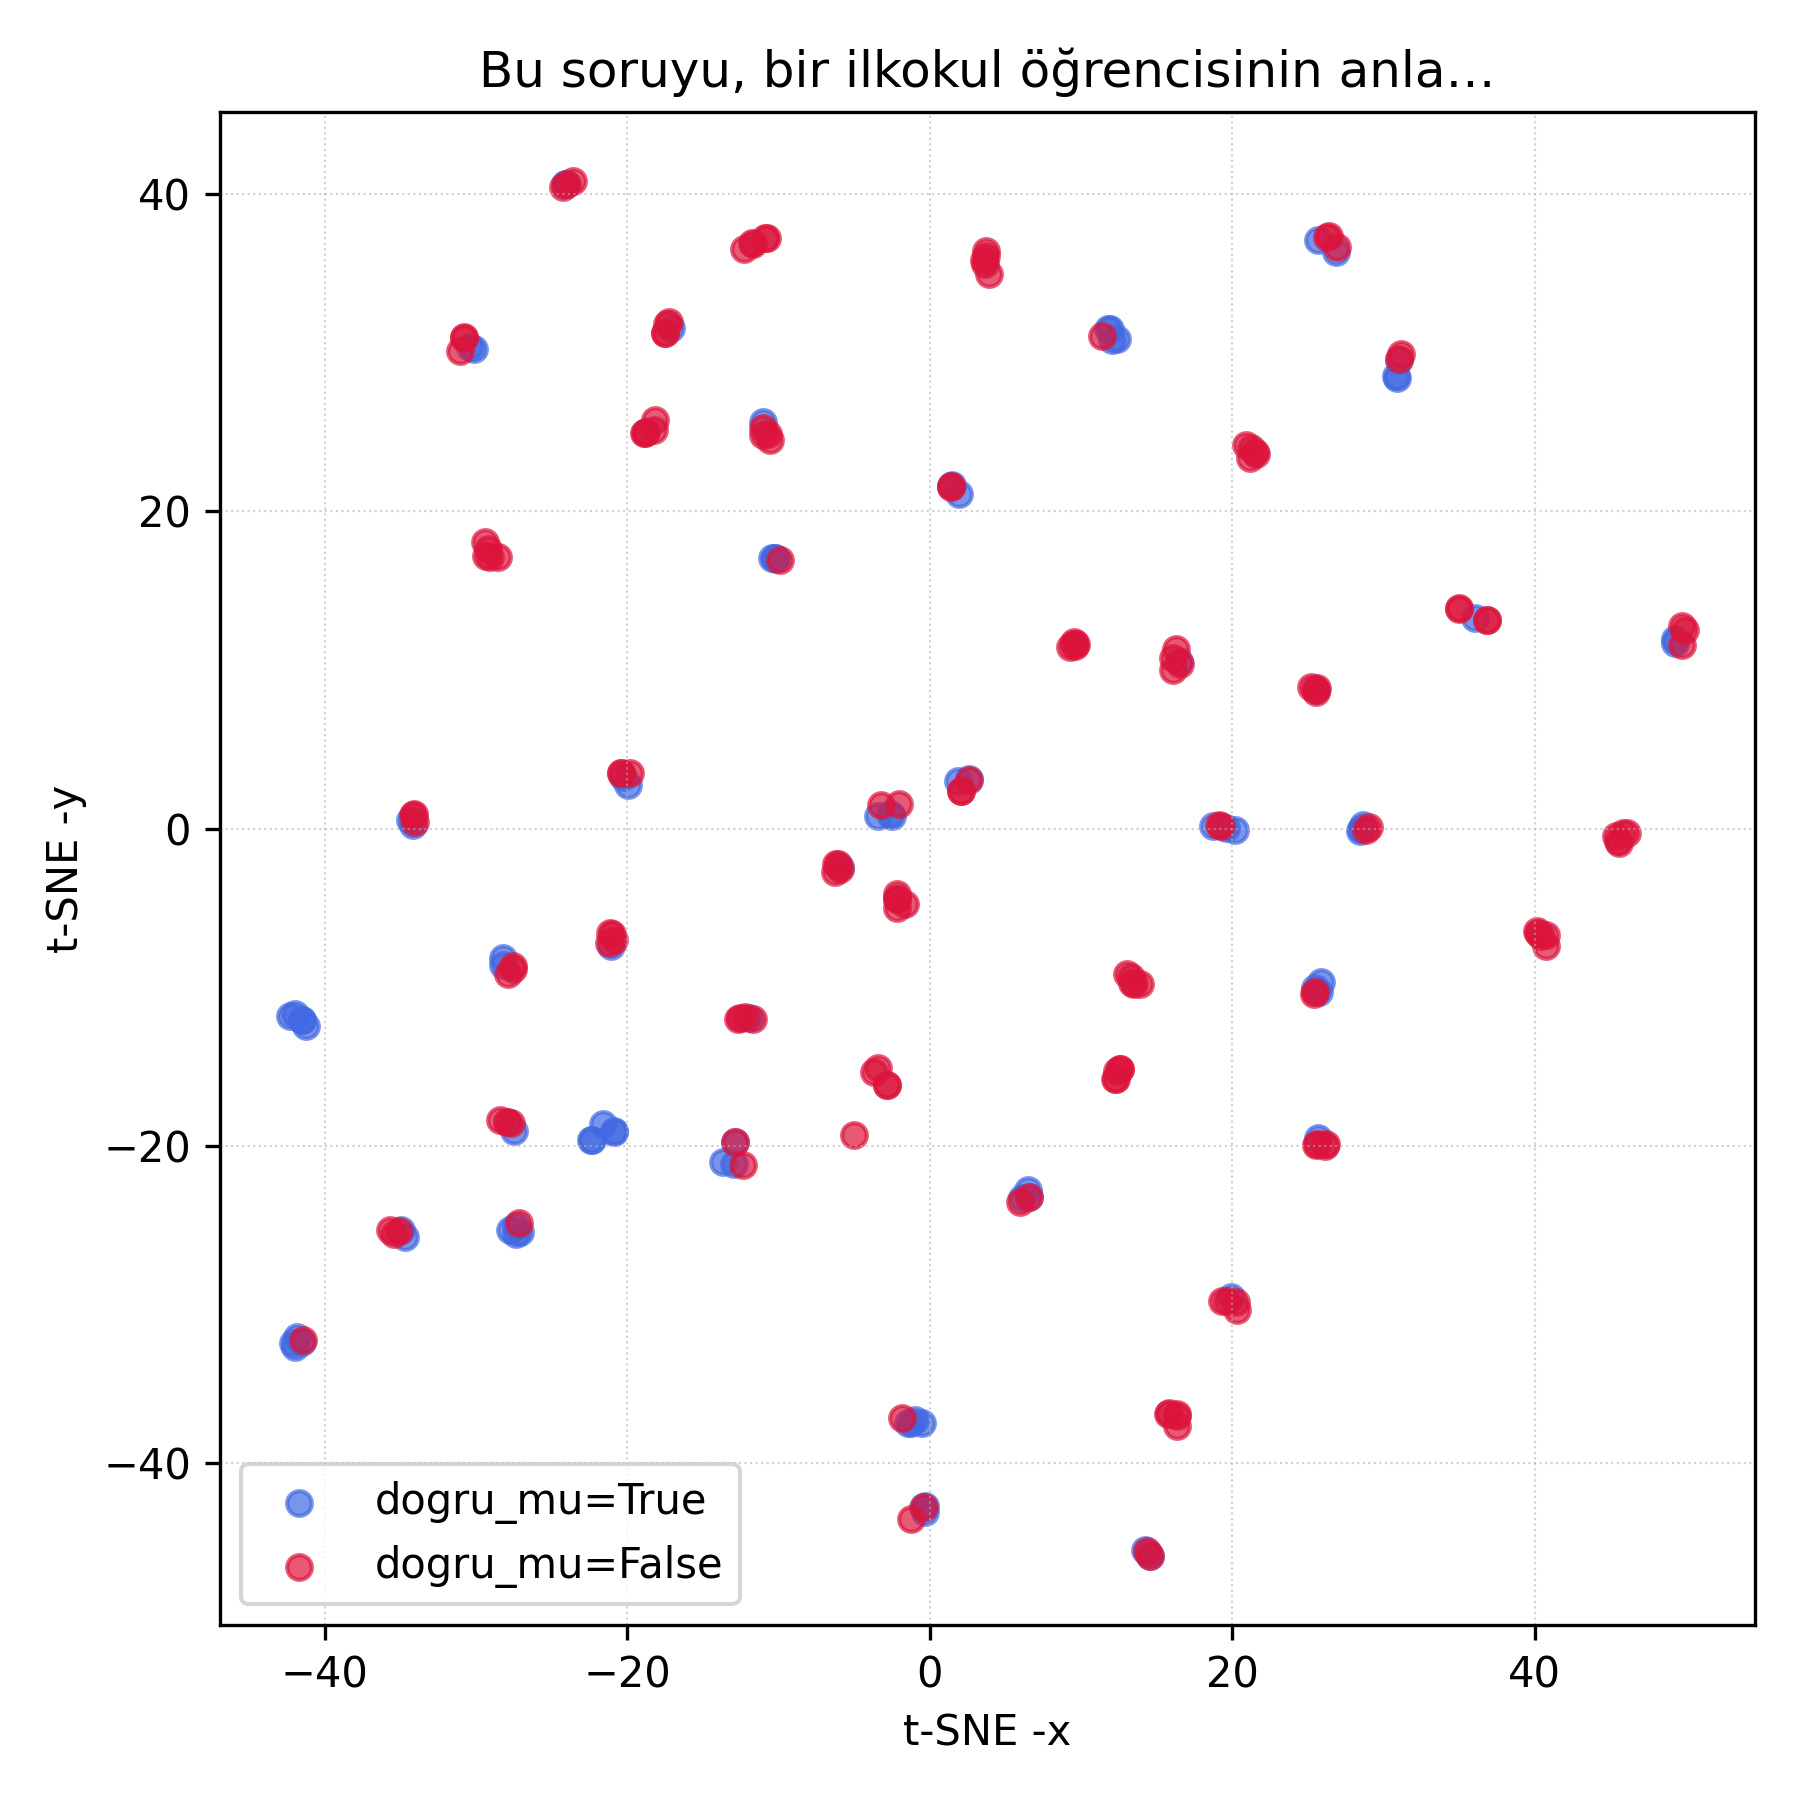 Bu soruyu, bir ilkokul öğrencisinin anla...
t-SNE -y
40
20
0
−20
−40
dogru_mu=True
dogru_mu=False
−40 −20 0 20 40
t-SNE -x